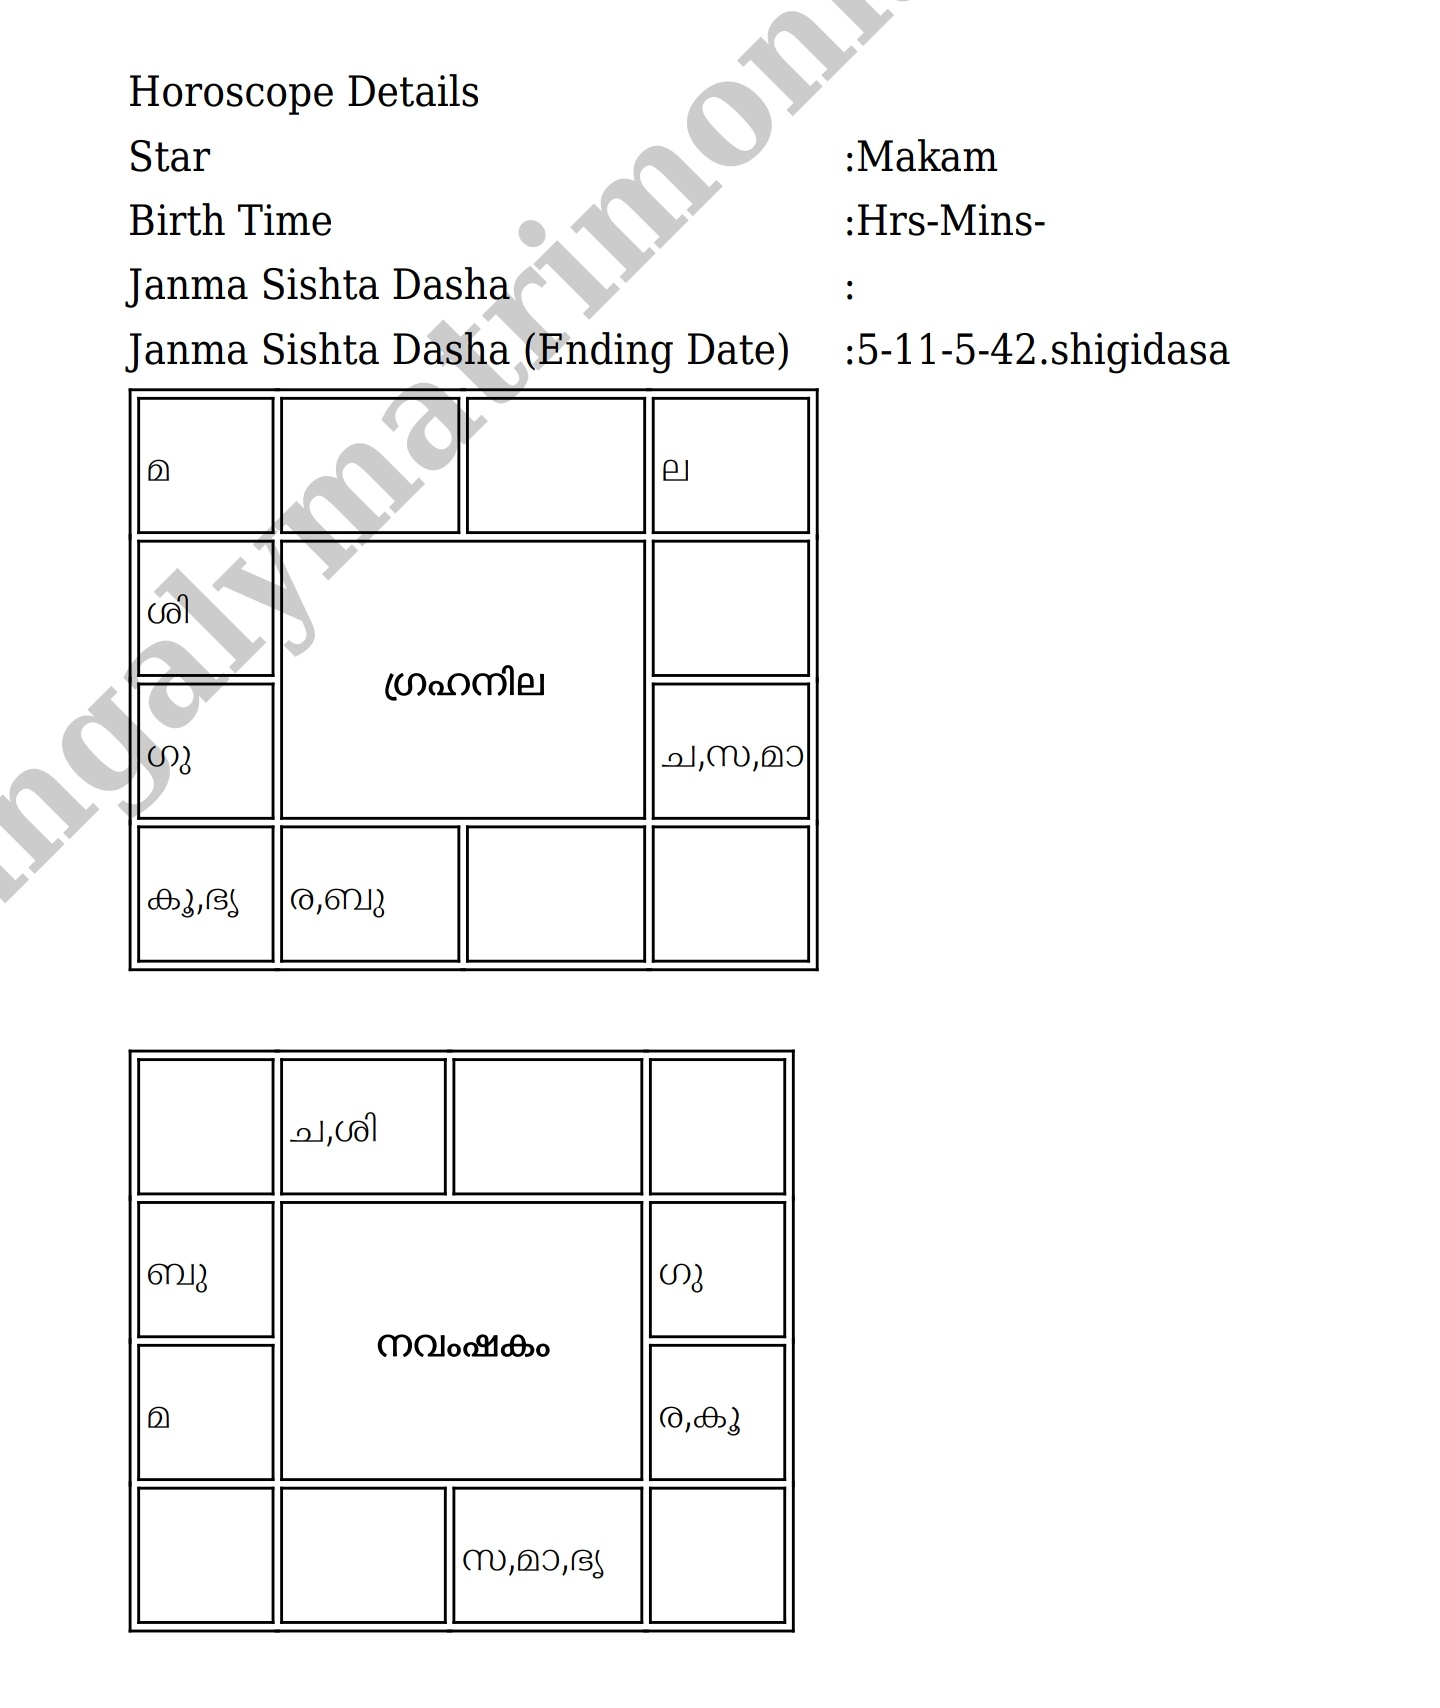 Horoscope Details
Star :Makam
Birth Time :Hrs-Mins-
Janma Sishta Dasha :
Janma Sishta Dasha (Ending Date) :5-11-5-42.shigidasa
മ ല
ശി
ഗ്രഹനില
ഗു ച,സ,മാ
കൂ,ഭൃ ര,ബു
ച,ശി
ബു ഗു
നവംഷകം
മ ര,കൂ
സ,മാ,ഭൃ
ngalymatrimoni